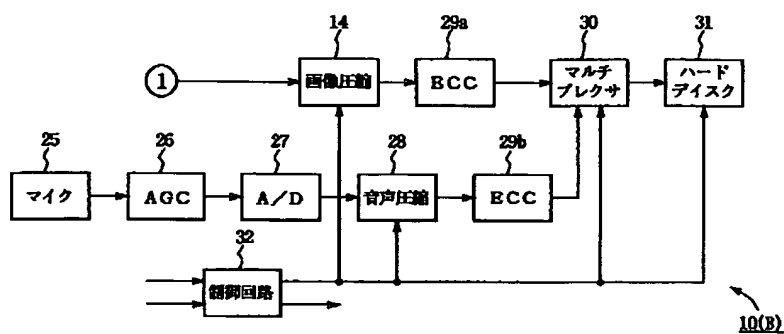 14
29a
30
31
①
画像圧縮
ECC
マルチ
プレクサ
ハード
ディスク
25
26
27
28
29b
マイク
AGC
A/D
音声圧縮
ECC
32
制御回路
10(B)